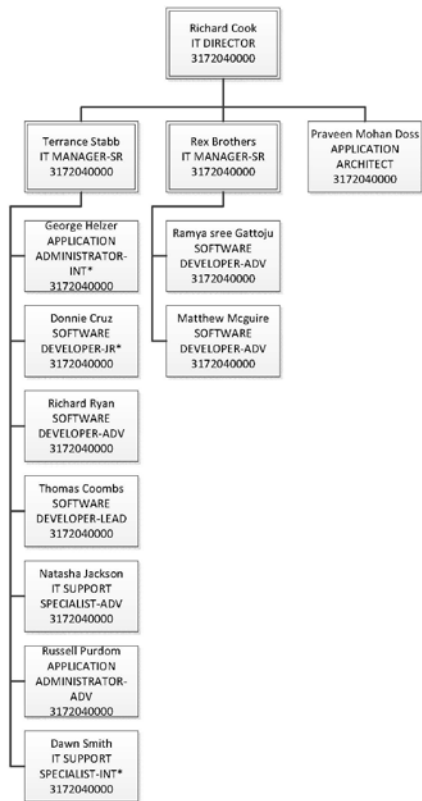 Richard Cook
IT DIRECTOR
3172040000
Terrance Stabb
IT MANAGER-SR
3172040000
Rex Brothers
IT MANAGER-SR
3172040000
Praveen Mohan Doss
APPLICATION
ARCHITECT
3172040000
George Helzer
APPLICATION
ADMINISTRATOR-
INT*
3172040000
Donnie Cruz
SOFTWARE
DEVELOPER-JR*
3172040000
Richard Ryan
SOFTWARE
DEVELOPER-ADV
3172040000
Thomas Coombs
SOFTWARE
DEVELOPER-LEAD
3172040000
Natasha Jackson
IT SUPPORT
SPECIALIST-ADV
3172040000
Russell Purdom
APPLICATION
ADMINISTRATOR-
ADV
3172040000
Dawn Smith
IT SUPPORT
SPECIALIST-INT*
3172040000
Ramya sree Gattoju
SOFTWARE
DEVELOPER-ADV
3172040000
Matthew Mcguire
SOFTWARE
DEVELOPER-ADV
3172040000